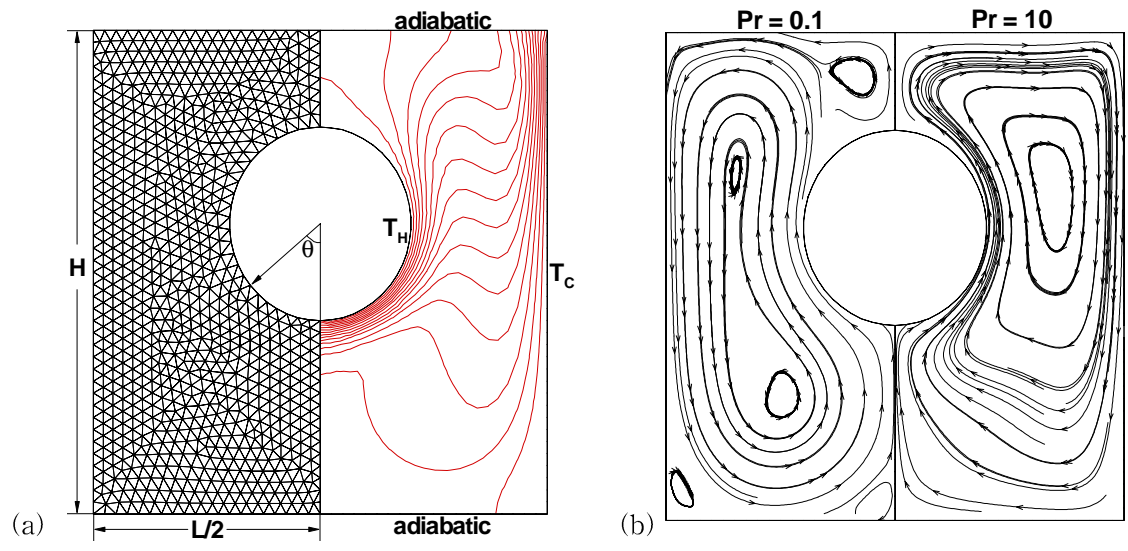 adiabatic
H
θ
T_H
T_C
L/2
adiabatic
(a)
Pr = 0.1
Pr = 10
(b)